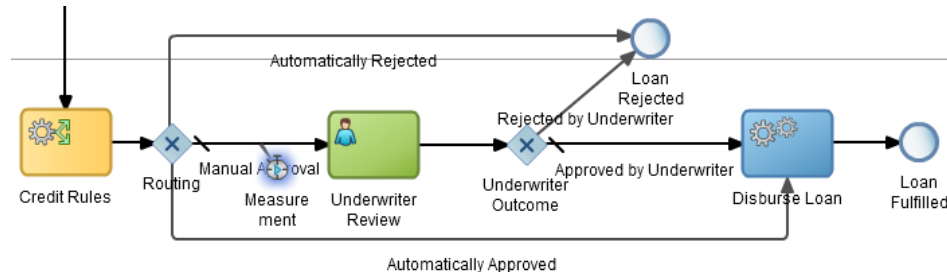 Automatically Rejected
Loan
Rejected
Rejected by Underwriter
Manual Approval
Approved by Underwriter
Routing
Credit Rules
Measure
ment
Underwriter
Review
Underwriter
Outcome
Disburse Loan
Loan
Fulfilled
Automatically Approved